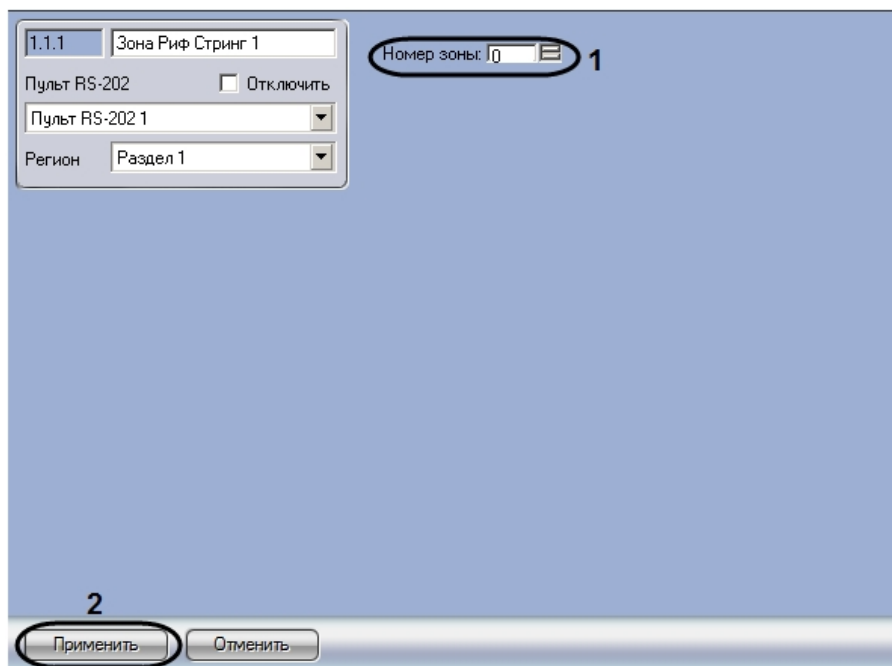 1.1.1 Зона Риф Стринг 1
Номер зоны: 0 1
Пульт RS-202 Отключить
Пульт RS-202 1
Регион Раздел 1
2
Применить Отменить